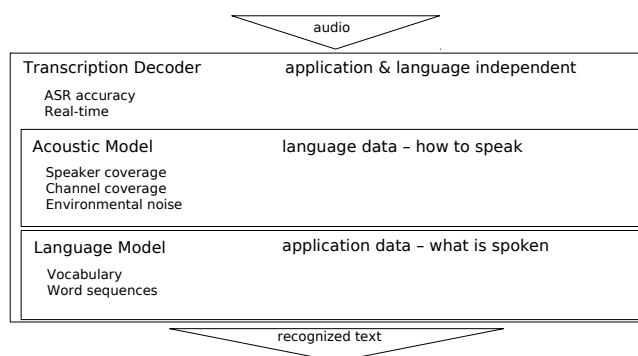 audio
Transcription Decoder application & language independent
ASR accuracy
Real-time
Acoustic Model language data – how to speak
Speaker coverage
Channel coverage
Environmental noise
Language Model application data – what is spoken
Vocabulary
Word sequences
recognized text